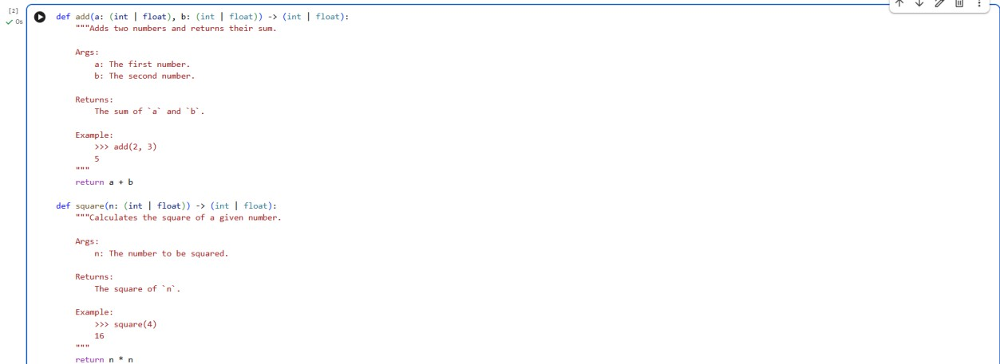 [2]
0s
def add(a: (int | float), b: (int | float)) -> (int | float):
    """Adds two numbers and returns their sum.

    Args:
        a: The first number.
        b: The second number.

    Returns:
        The sum of `a` and `b`.

    Example:
        >>> add(2, 3)
        5
    """
    return a + b

def square(n: (int | float)) -> (int | float):
    """Calculates the square of a given number.

    Args:
        n: The number to be squared.

    Returns:
        The square of `n`.

    Example:
        >>> square(4)
        16
    """
    return n * n